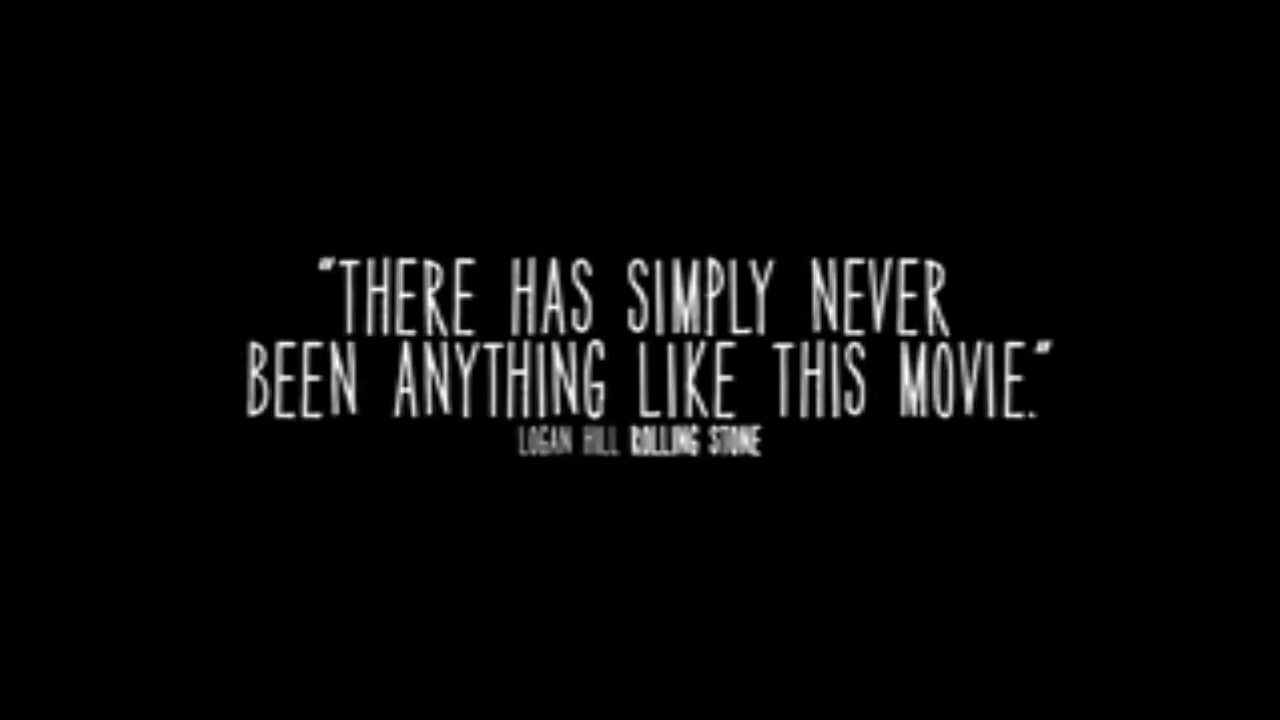 "THERE HAS SIMPLY NEVER
BEEN ANYTHING LIKE THIS MOVIE."
LOGAN HILL ROLLING STONE